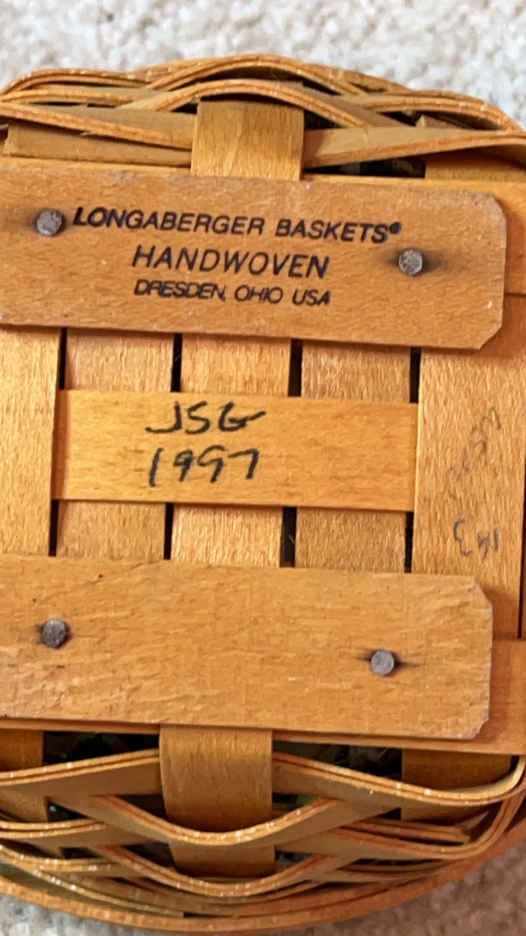 LONGABERGER BASKETS®
HANDWOVEN
DRESDEN, OHIO USA
JSG
1997